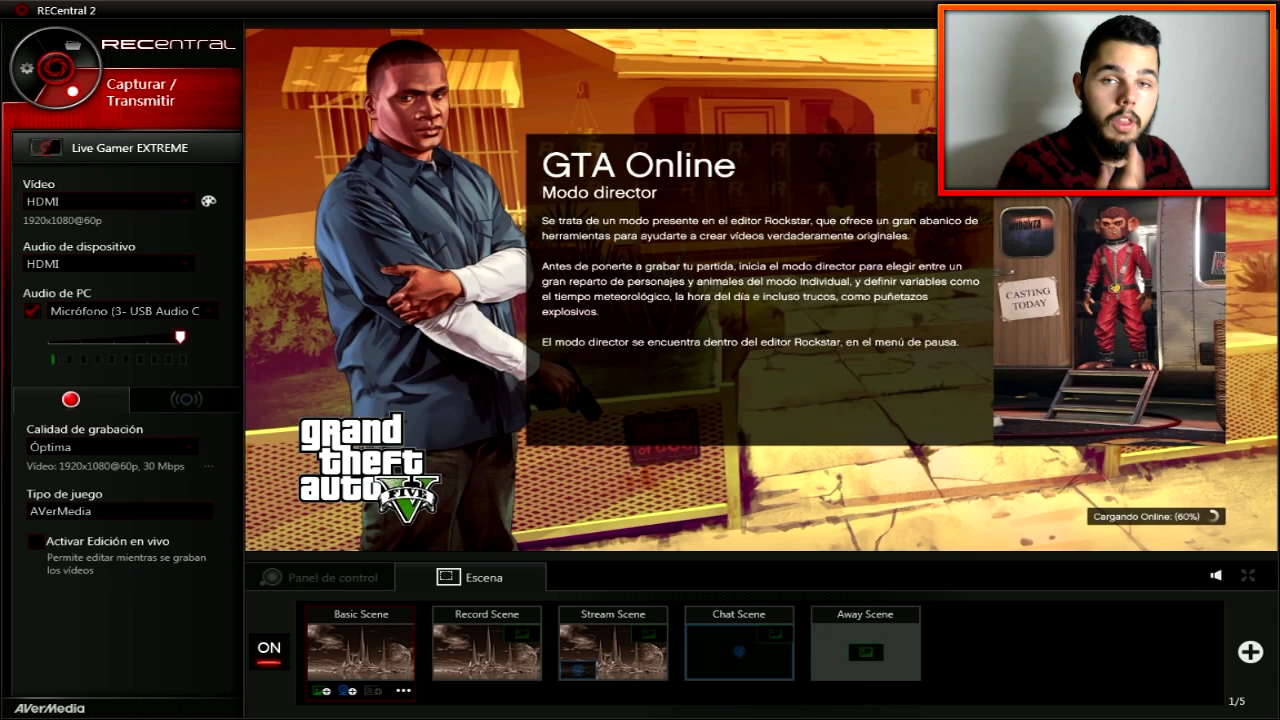 RECentral 2
RECentral
Capturar /
Transmitir
Live Gamer EXTREME
Vídeo
HDMI
1920x1080@60p
Audio de dispositivo
HDMI
Audio de PC
Micrófono (3- USB Audio C
Calidad de grabación
Óptima
Vídeo: 1920x1080@60p, 30 Mbps
Tipo de juego
AVerMedia
Activar Edición en vivo
Permite editar mientras se graban
los vídeos
AVerMedia
GTA Online
Modo director
Se trata de un modo presente en el editor Rockstar, que ofrece un gran abanico de
herramientas para ayudarte a crear vídeos verdaderamente originales.
Antes de ponerte a grabar tu partida, inicia el modo director para elegir entre un
gran reparto de personajes y animales del modo Individual, y definir variables como
el tiempo meteorológico, la hora del día e incluso trucos, como puñetazos
explosivos.
El modo director se encuentra dentro del editor Rockstar, en el menú de pausa.
CASTING
TODAY
grand
theft
auto V
FIVE
Cargando Online: (60%)
Panel de control
Escena
ON
Basic Scene
Record Scene
Stream Scene
Chat Scene
Away Scene
1/5